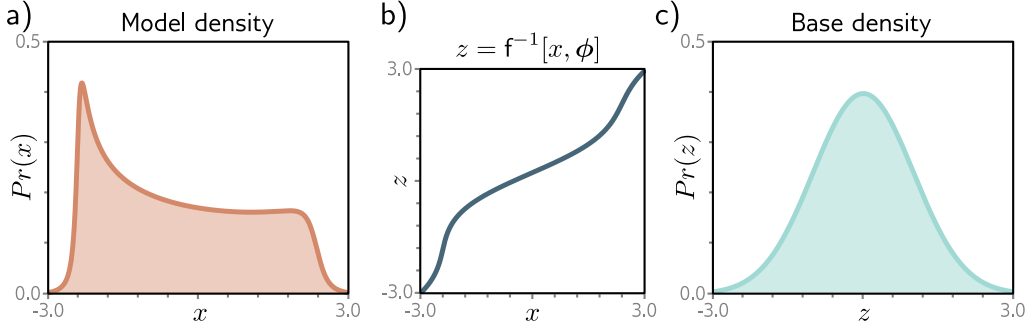 a) Model density
0.5
Pr(x)
0.0
-3.0 x 3.0
b)
z = f⁻¹[x, ϕ]
3.0
z
-3.0
-3.0 x 3.0
c) Base density
0.5
Pr(z)
0.0
-3.0 z 3.0